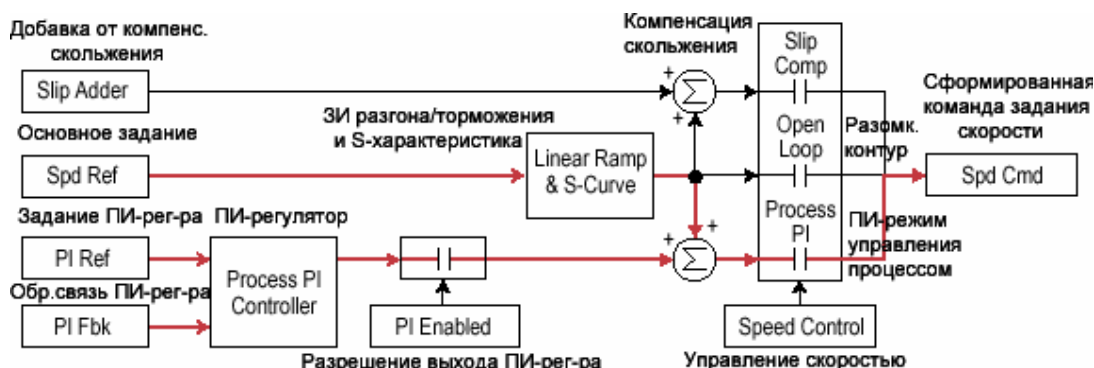 Добавка от компенс.
скольжения
Slip Adder
Основное задание
Spd Ref
Задание ПИ-рег-ра
PI Ref
Обр.связь ПИ-рег-ра
PI Fbk
ПИ-регулятор
Process PI
Controller
ЗИ разгона/торможения
и S-характеристика
Linear Ramp
& S-Curve
PI Enabled
Разрешение выхода ПИ-рег-ра
Компенсация
скольжения
+
Σ
+
+
Σ
+
Slip
Comp
Open
Loop
Process
PI
Разомк.
контур
ПИ-режим
управления
процессом
Speed Control
Управление скоростью
Сформированная
команда задания
скорости
Spd Cmd